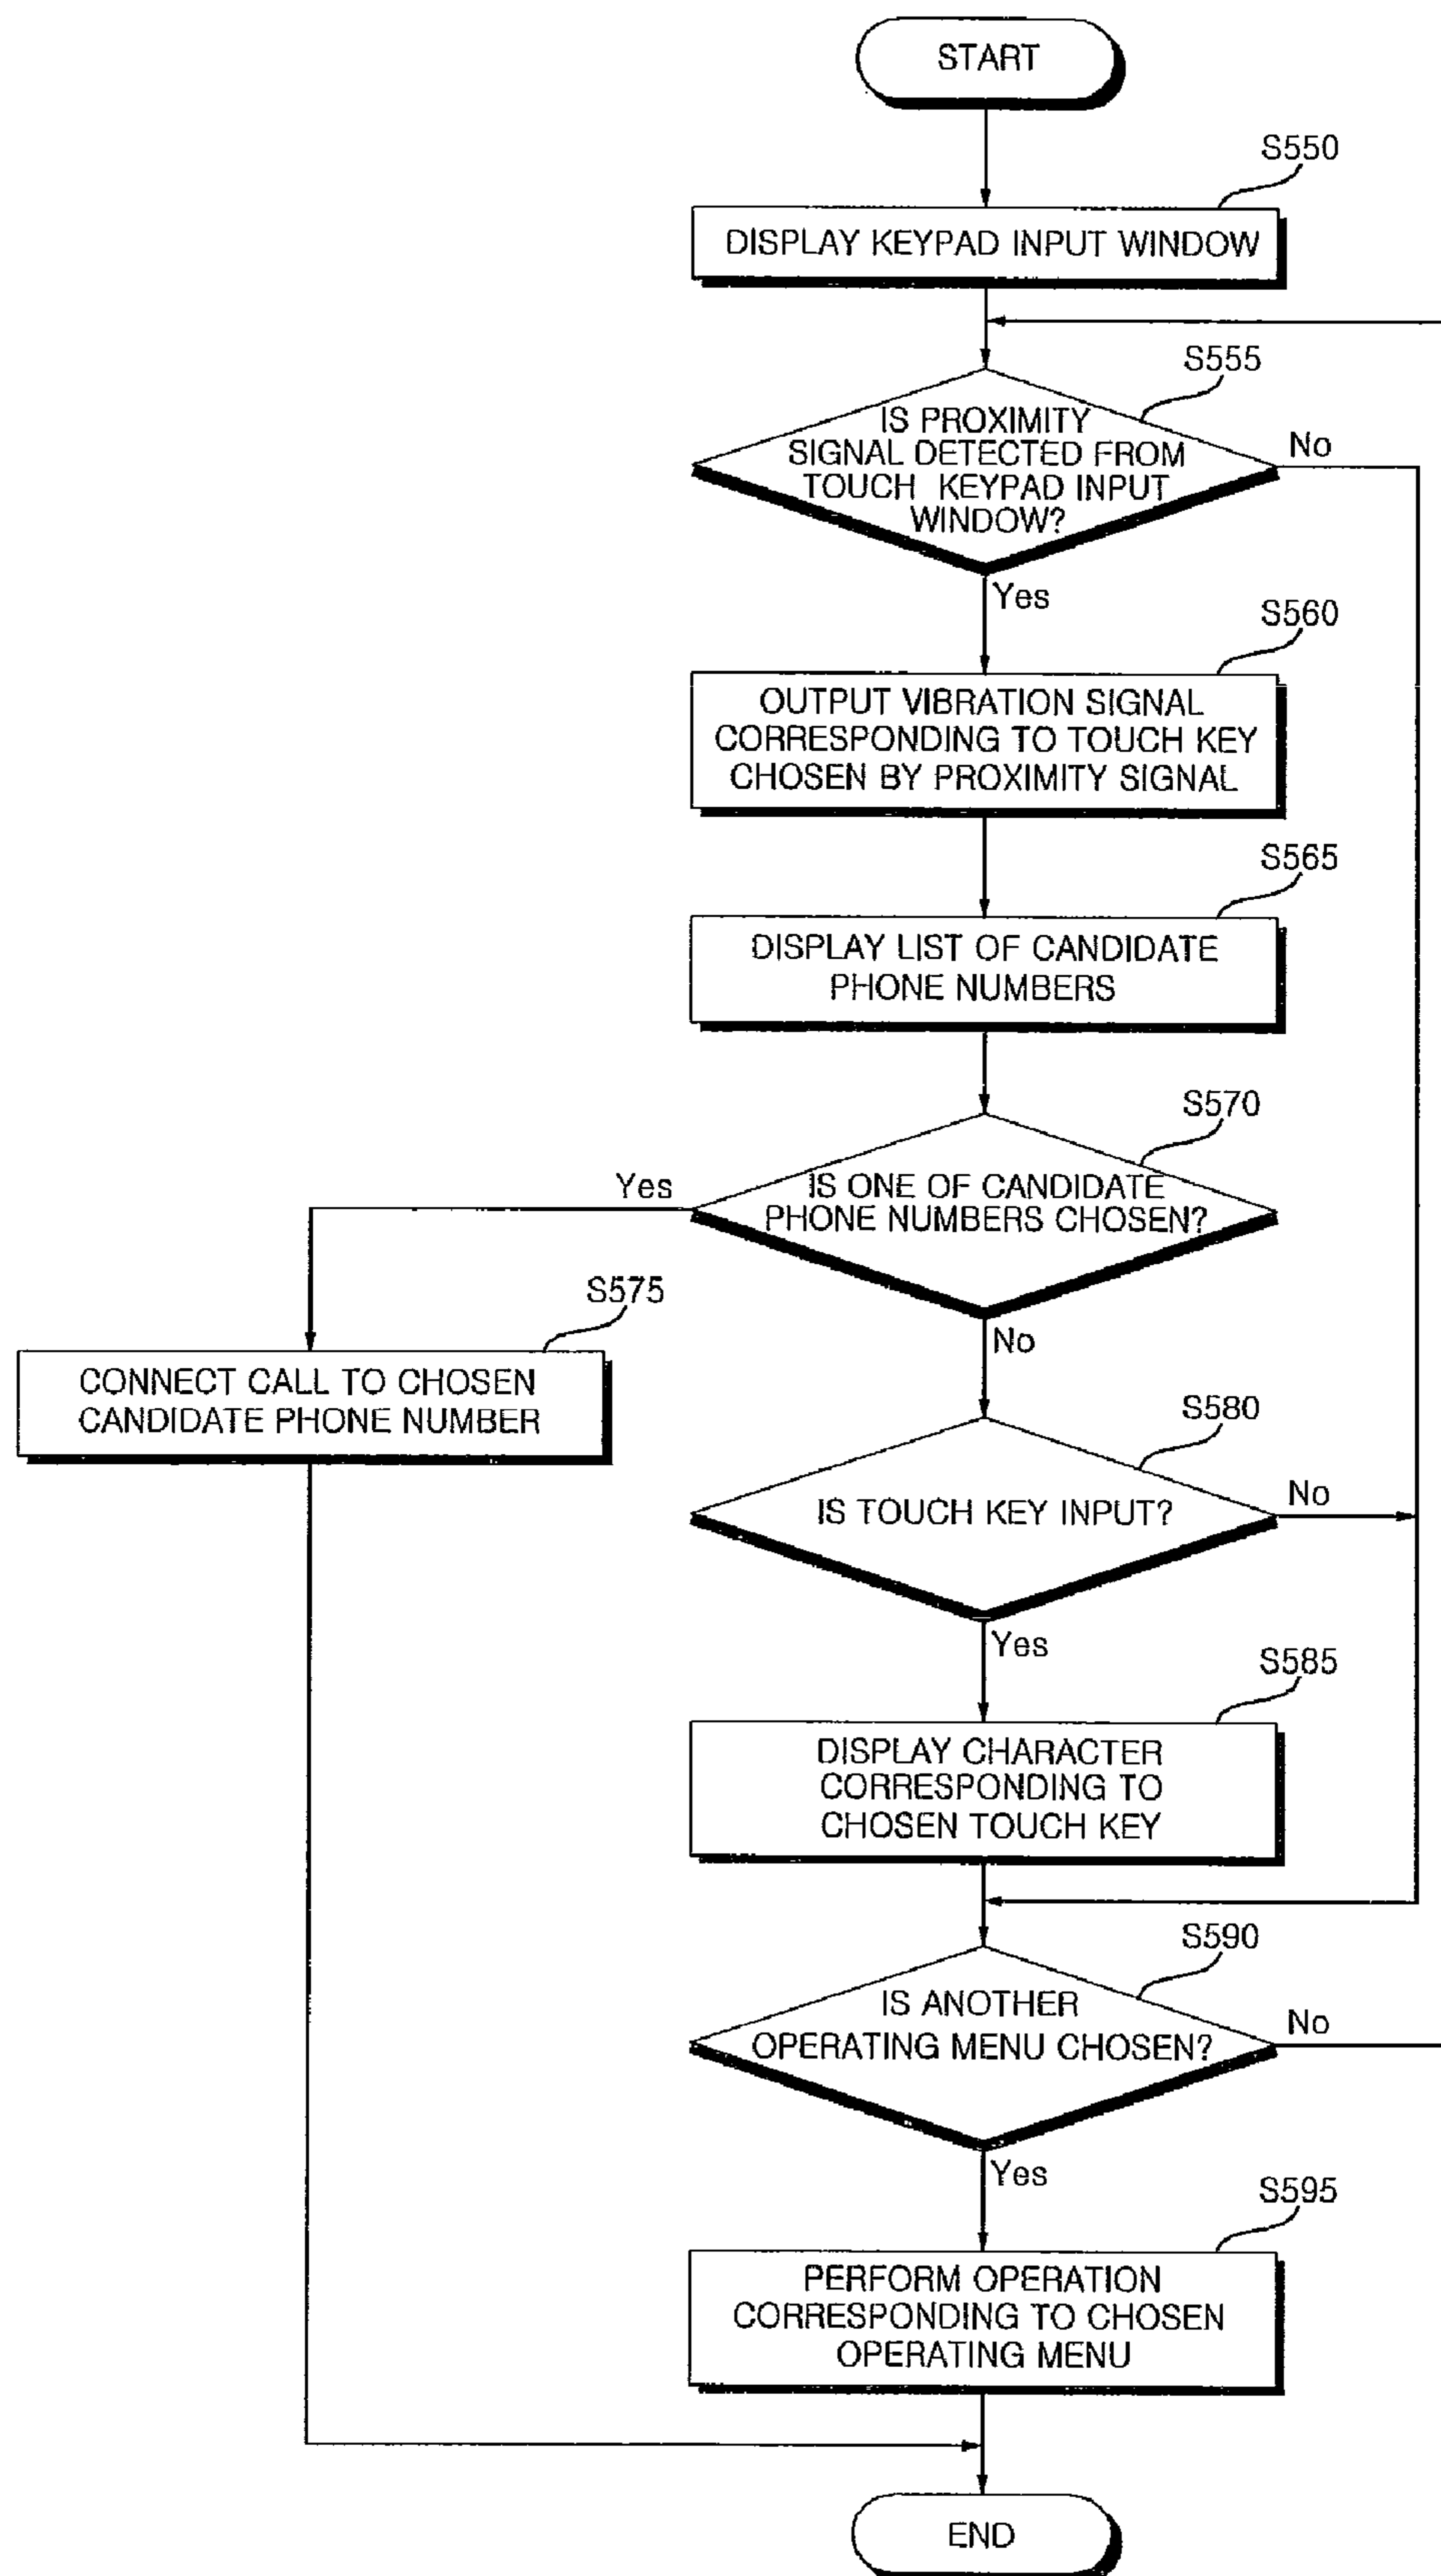 START
S550
DISPLAY KEYPAD INPUT WINDOW
S555
IS PROXIMITY
SIGNAL DETECTED FROM
TOUCH KEYPAD INPUT
WINDOW?
No
Yes
S560
OUTPUT VIBRATION SIGNAL
CORRESPONDING TO TOUCH KEY
CHOSEN BY PROXIMITY SIGNAL
S565
DISPLAY LIST OF CANDIDATE
PHONE NUMBERS
S570
Yes
IS ONE OF CANDIDATE
PHONE NUMBERS CHOSEN?
S575
No
CONNECT CALL TO CHOSEN
CANDIDATE PHONE NUMBER
S580
No
IS TOUCH KEY INPUT?
Yes
S585
DISPLAY CHARACTER
CORRESPONDING TO
CHOSEN TOUCH KEY
S590
IS ANOTHER
OPERATING MENU CHOSEN?
No
Yes
S595
PERFORM OPERATION
CORRESPONDING TO CHOSEN
OPERATING MENU
END